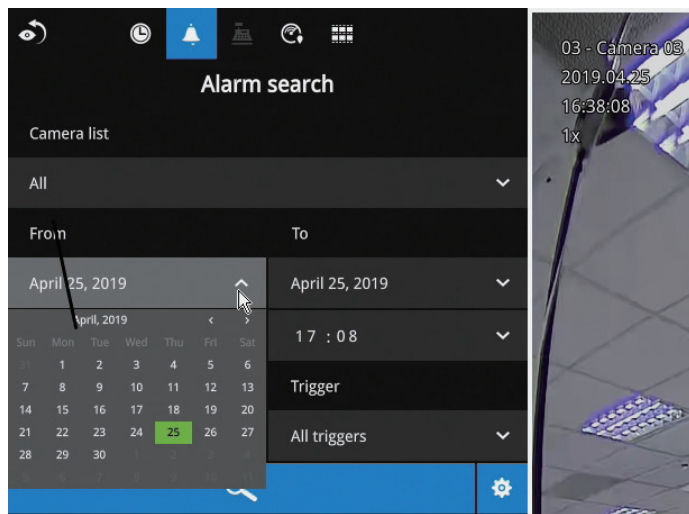 Alarm search
Camera list
All
From To
April 25, 2019 April 25, 2019
April, 2019 ‹ ›
Sun Mon Tue Wed Thu Fri Sat
31 1 2 3 4 5 6
7 8 9 10 11 12 13
14 15 16 17 18 19 20
21 22 23 24 25 26 27
28 29 30 1 2 3 4
5 6 7 8 9 10 11
17 : 08
Trigger
All triggers
03 - Camera 03
2019.04.25
16:38:08
1x